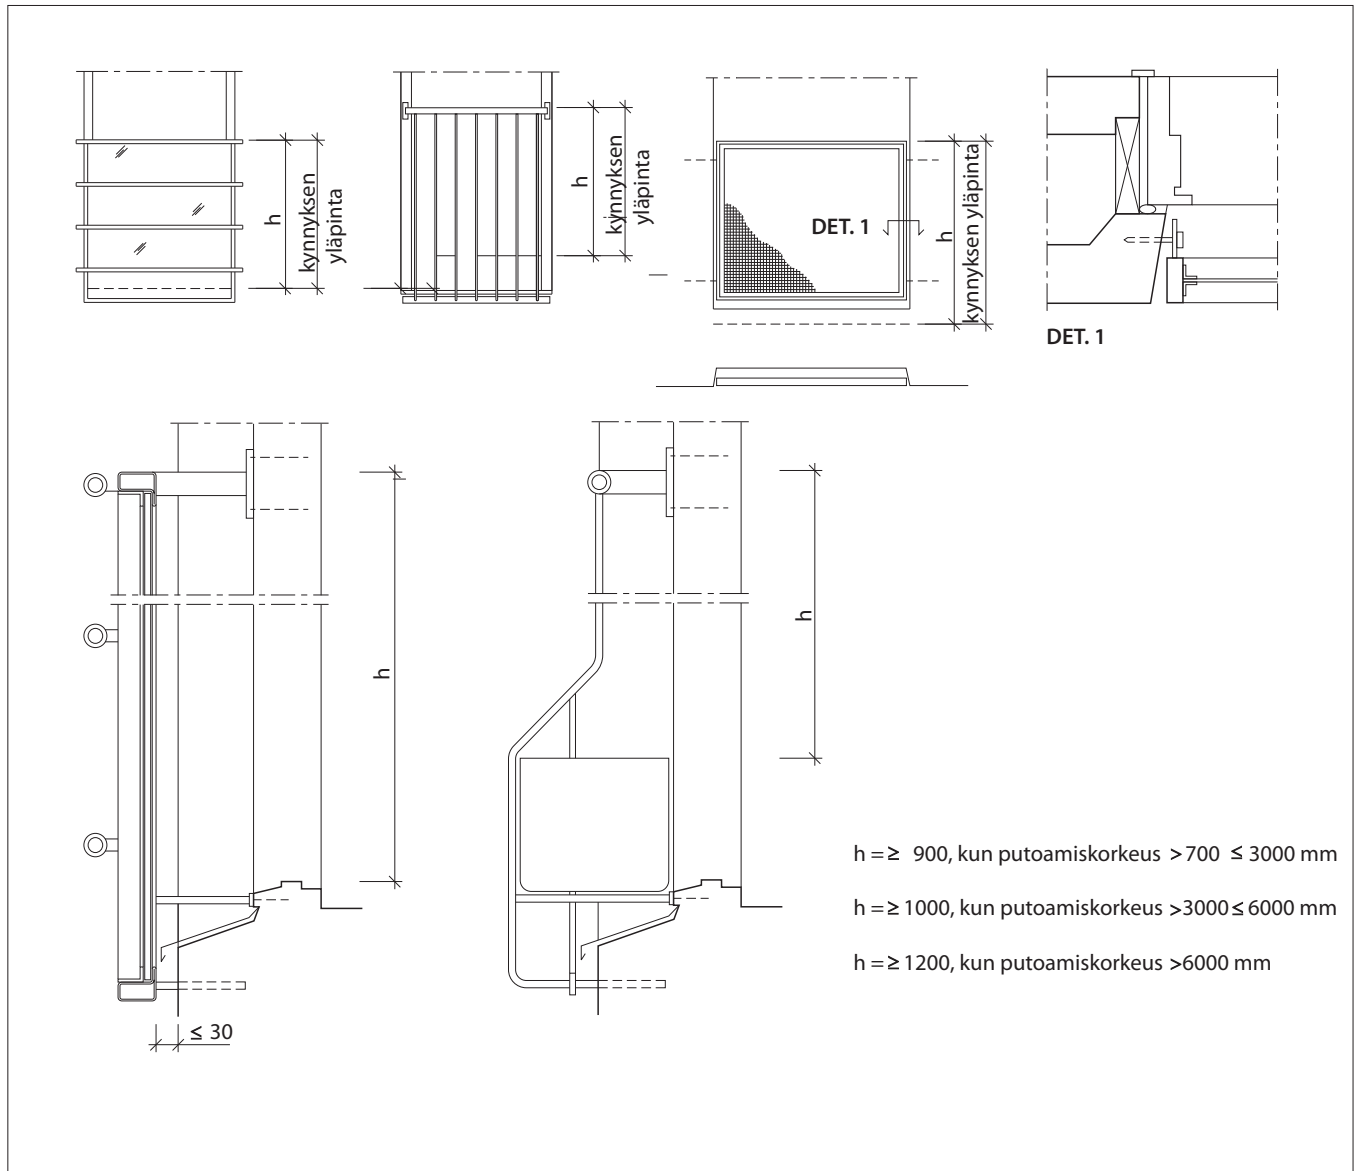 h
kynnyksen
yläpinta
h
kynnyksen
yläpinta
DET. 1
h
kynnyksen yläpinta
DET. 1
h
h
h = ≥ 900, kun putoamiskorkeus >700 ≤ 3000 mm
h = ≥ 1000, kun putoamiskorkeus >3000 ≤ 6000 mm
h = ≥ 1200, kun putoamiskorkeus >6000 mm
≤ 30